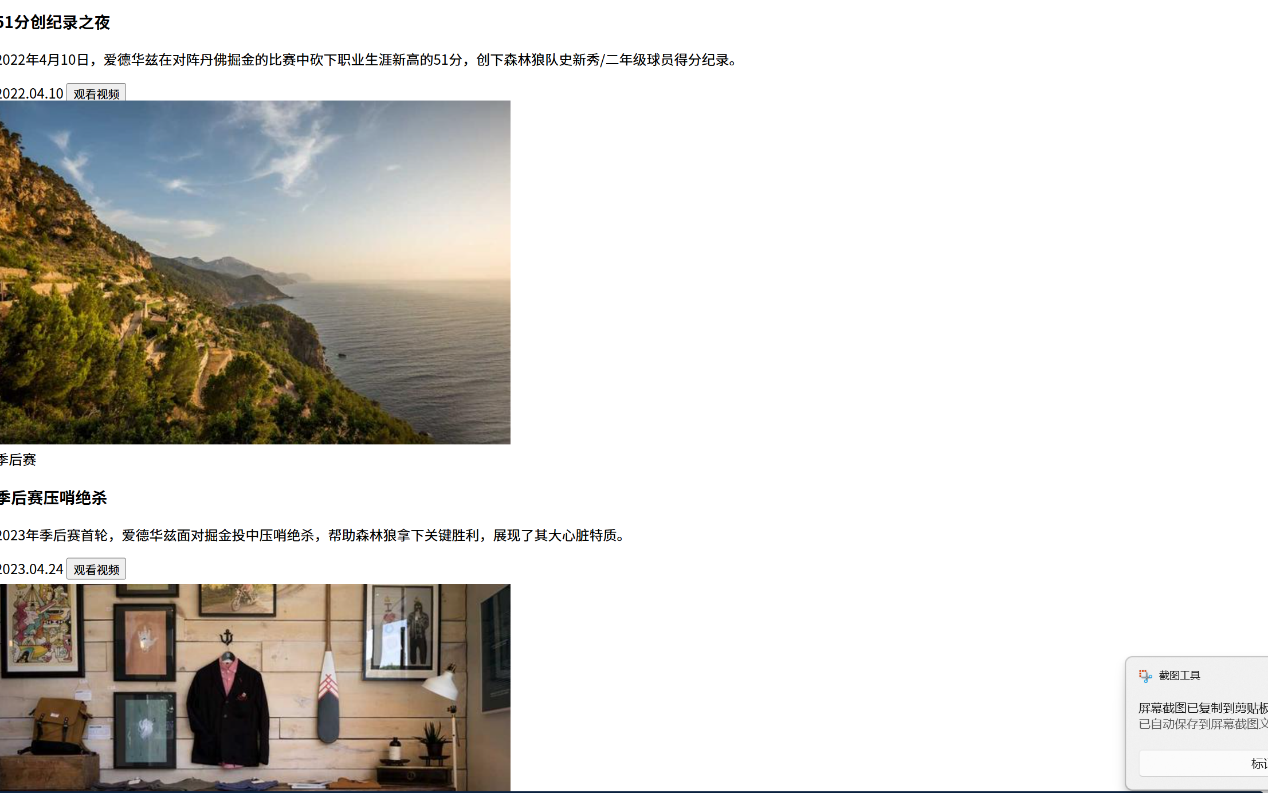 51分创纪录之夜
2022年4月10日，爱德华兹在对阵丹佛掘金的比赛中砍下职业生涯新高的51分，创下森林狼队史新秀/二年级球员得分纪录。
2022.04.10 观看视频
季后赛
季后赛压哨绝杀
2023年季后赛首轮，爱德华兹面对掘金投中压哨绝杀，帮助森林狼拿下关键胜利，展现了其大心脏特质。
2023.04.24 观看视频
截图工具
屏幕截图已复制到剪贴板
已自动保存到屏幕截图文
标记